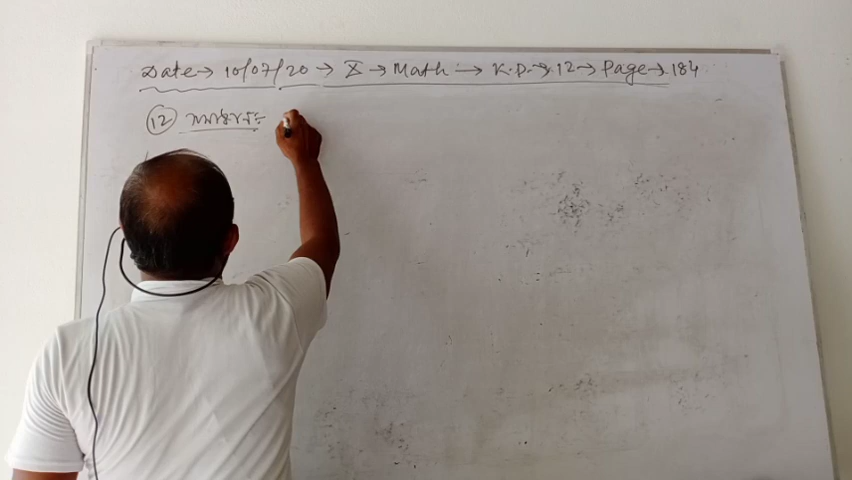 Date → 10/07/20 → X → Math → K.D. → 12 → Page → 184
(12)